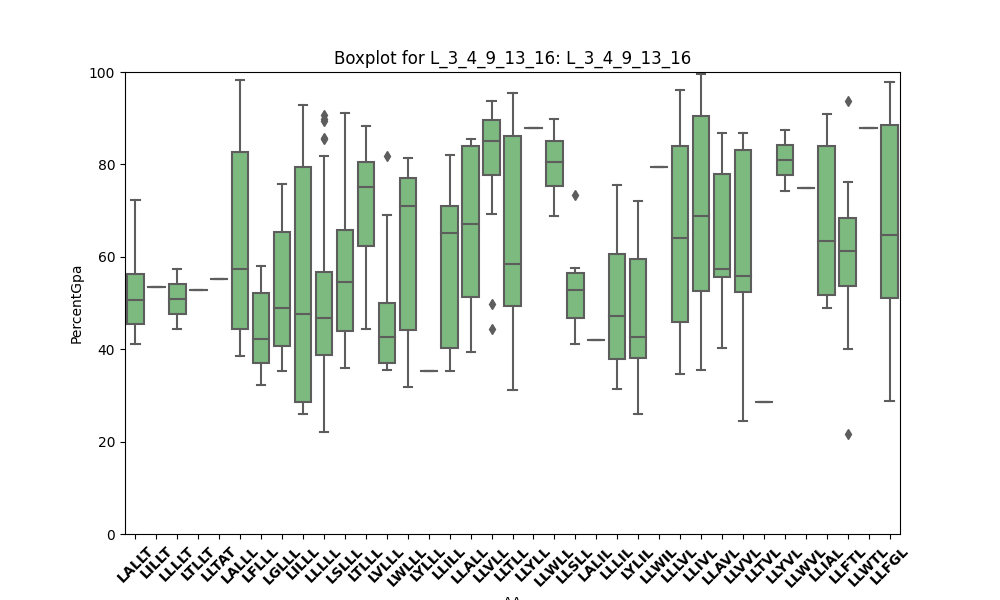 Boxplot for L_3_4_9_13_16: L_3_4_9_13_16
100
80
60
40
20
0
PercentGpa
LALLT LILLT LLLLT LTLLT LLTAT LALLL LFLLL LGLLL LILLL LLLLL LSLLL LTLLL LVLLL LWLLL LYLLL LLILL LLALL LLVLL LLTLL LLYLL LLWLL LLSLL LALIL LLLIL LYLIL LLWIL LLLVL LLIVL LLAVL LLVVL LLTVL LLYVL LLWVL LLIAL LLFTL LLWTL LLFGL